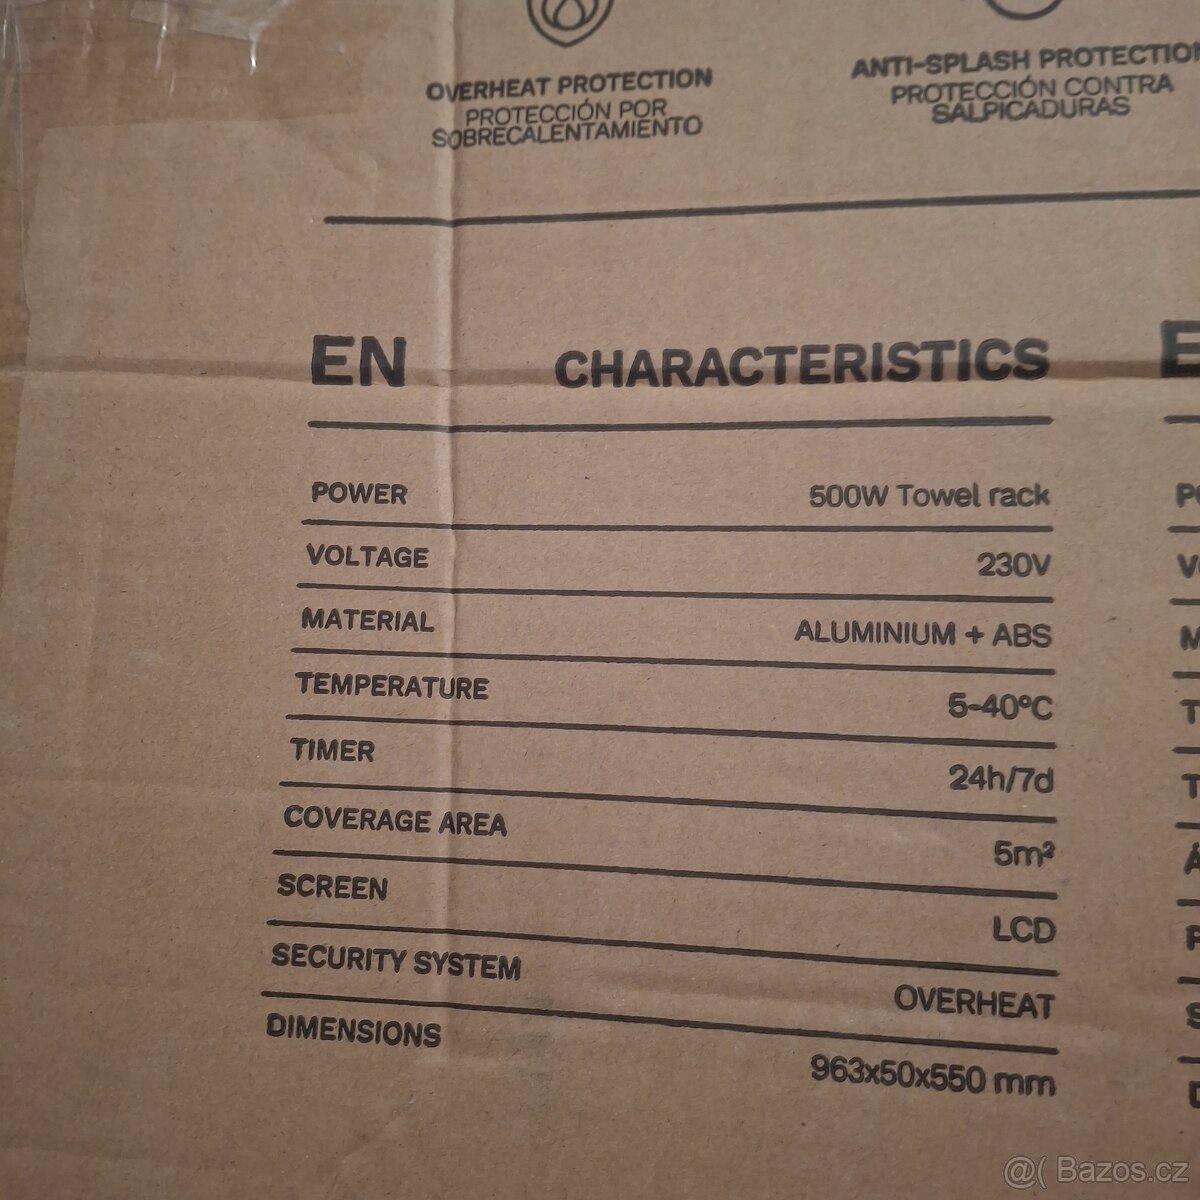 OVERHEAT PROTECTION
PROTECCIÓN POR
SOBRECALENTAMIENTO
ANTI-SPLASH PROTECTION
PROTECCIÓN CONTRA
SALPICADURAS
EN CHARACTERISTICS
POWER 500W Towel rack
VOLTAGE 230V
MATERIAL ALUMINIUM + ABS
TEMPERATURE 5-40ºC
TIMER 24h/7d
COVERAGE AREA 5m²
SCREEN LCD
SECURITY SYSTEM OVERHEAT
DIMENSIONS 963x50x550 mm
@( Bazos.cz